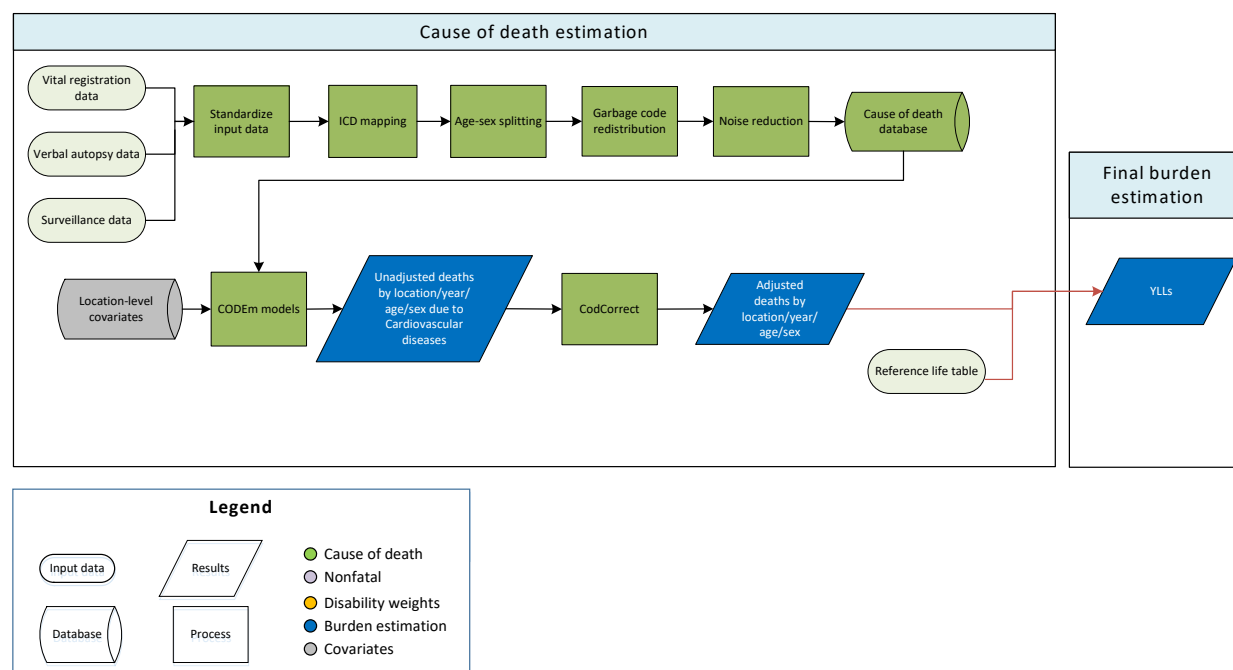 Cause of death estimation
Vital registration
data
Verbal autopsy data
Surveillance data
Standardize
input data
ICD mapping
Age-sex splitting
Garbage code
redistribution
Noise reduction
Cause of death
database
Final burden
estimation
Location-level
covariates
CODEm models
Unadjusted deaths
by location/year/
age/sex due to
Cardiovascular
diseases
CodCorrect
Adjusted
deaths by
location/year/
age/sex
YLLs
Reference life table
Legend
Input data
Results
Database
Process
Cause of death
Nonfatal
Disability weights
Burden estimation
Covariates